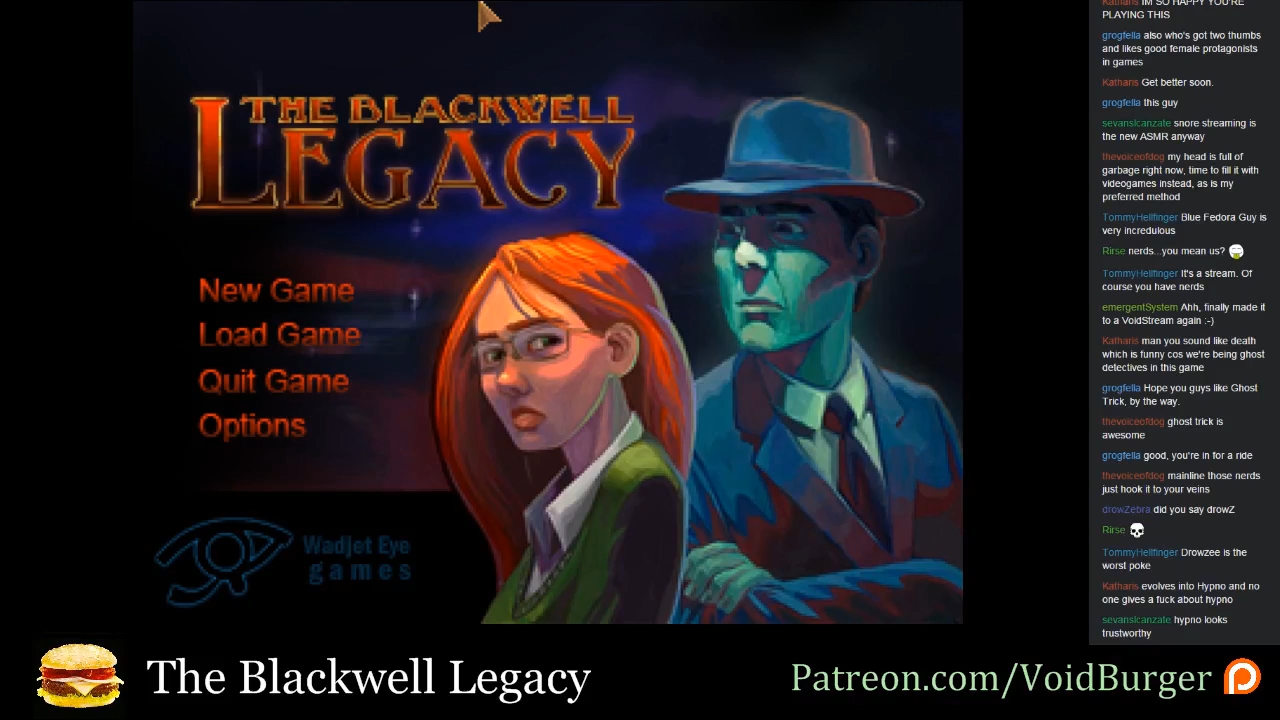 THE BLACKWELL
LEGACY
New Game
Load Game
Quit Game
Options
Wadjet Eye
games
Katharis IM SO HAPPY YOU'RE
PLAYING THIS
grogfella also who's got two thumbs
and likes good female protagonists
in games
Katharis Get better soon.
grogfella this guy
sevanslcanzate snore streaming is
the new ASMR anyway
thevoiceofdog my head is full of
garbage right now, time to fill it with
videogames instead, as is my
preferred method
TommyHellfinger Blue Fedora Guy is
very incredulous
Rirse nerds...you mean us?
TommyHellfinger It's a stream. Of
course you have nerds
emergentSystem Ahh, finally made it
to a VoidStream again :-)
Katharis man you sound like death
which is funny cos we're being ghost
detectives in this game
grogfella Hope you guys like Ghost
Trick, by the way.
thevoiceofdog ghost trick is
awesome
grogfella good, you're in for a ride
thevoiceofdog mainline those nerds
just hook it to your veins
drowZebra did you say drowZ
Rirse
TommyHellfinger Drowzee is the
worst poke
Katharis evolves into Hypno and no
one gives a fuck about hypno
sevanslcanzate hypno looks
trustworthy
The Blackwell Legacy
Patreon.com/VoidBurger